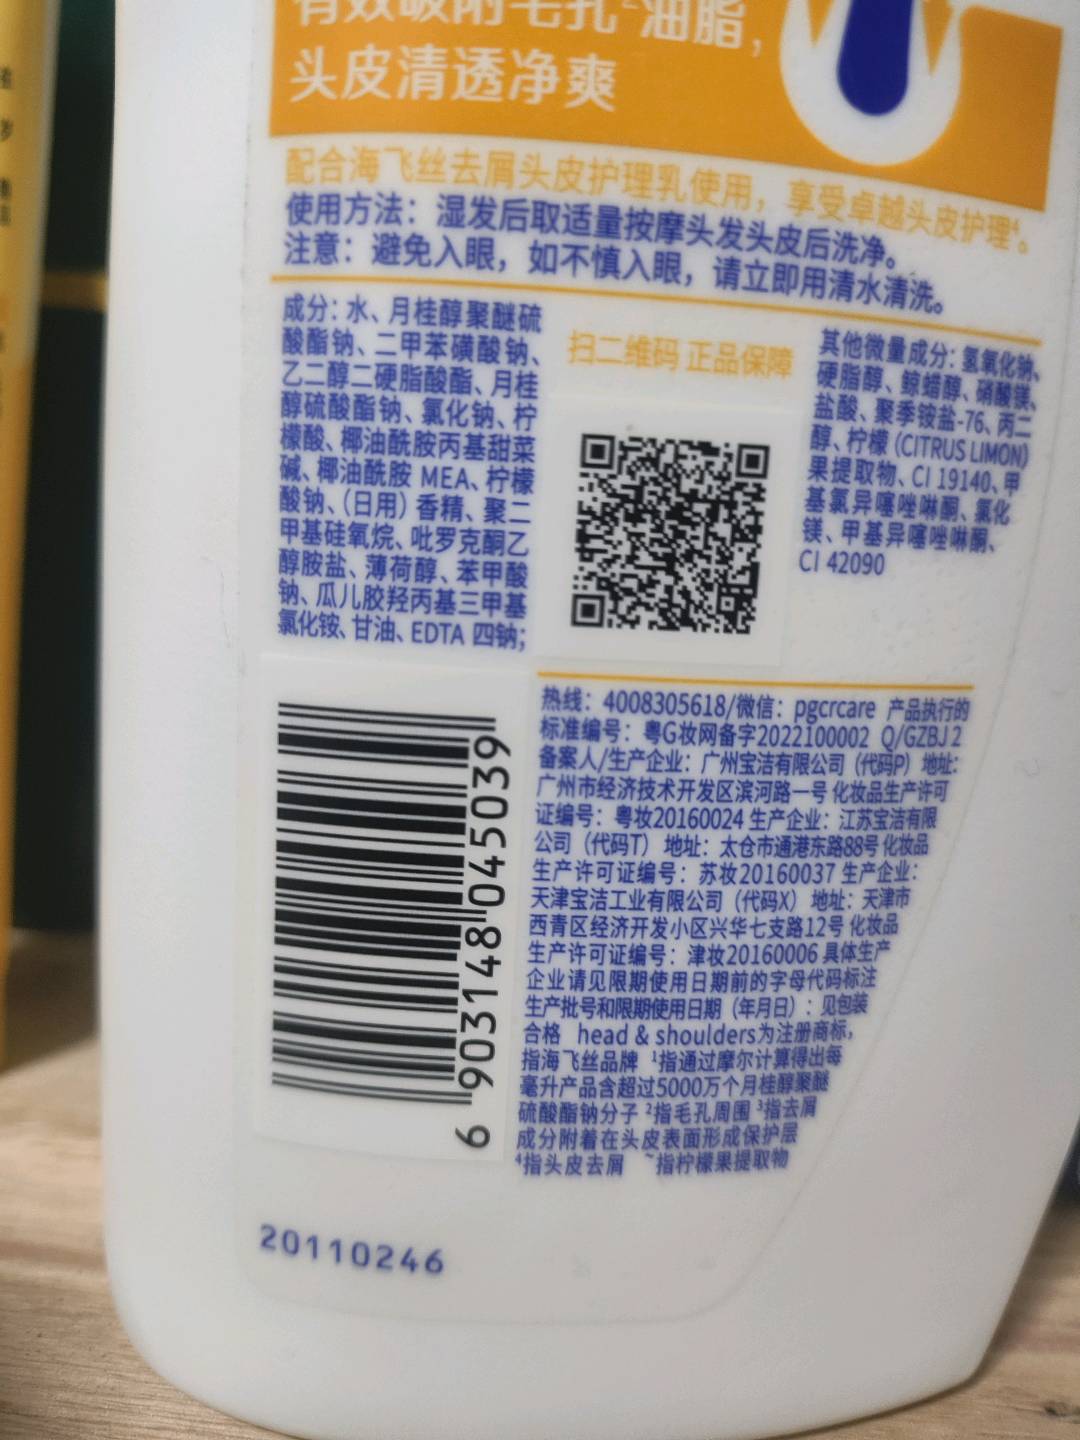 有效吸附毛孔²油脂，
头皮清透净爽
配合海飞丝去屑头皮护理乳使用，享受卓越头皮护理⁴。
使用方法：湿发后取适量按摩头发头皮后洗净。
注意：避免入眼，如不慎入眼，请立即用清水清洗。
成分：水、月桂醇聚醚硫
酸酯钠、二甲苯磺酸钠、
乙二醇二硬脂酸酯、月桂
醇硫酸酯钠、氯化钠、柠
檬酸、椰油酰胺丙基甜菜
碱、椰油酰胺 MEA、柠檬
酸钠、（日用）香精、聚二
甲基硅氧烷、吡罗克酮乙
醇胺盐、薄荷醇、苯甲酸
钠、瓜儿胶羟丙基三甲基
氯化铵、甘油、EDTA 四钠；
扫二维码 正品保障
其他微量成分：氢氧化钠、
硬脂醇、鲸蜡醇、硝酸镁、
盐酸、聚季铵盐-76、丙二
醇、柠檬（CITRUS LIMON）
果提取物、CI 19140、甲
基氯异噻唑啉酮、氯化
镁、甲基异噻唑啉酮、
CI 42090
热线：4008305618/微信：pgcrcare 产品执行的
标准编号：粤G妆网备字2022100002 Q/GZBJ 2
备案人/生产企业：广州宝洁有限公司（代码P）地址：
广州市经济技术开发区滨河路一号 化妆品生产许可
证编号：粤妆20160024 生产企业：江苏宝洁有限
公司（代码T） 地址：太仓市通港东路88号 化妆品
生产许可证编号：苏妆20160037 生产企业：
天津宝洁工业有限公司（代码X） 地址：天津市
西青区经济开发小区兴华七支路12号 化妆品
生产许可证编号：津妆20160006 具体生产
企业请见限期使用日期前的字母代码标注
生产批号和限期使用日期（年月日）：见包装
合格 head & shoulders为注册商标，
指海飞丝品牌 ¹指通过摩尔计算得出每
毫升产品含超过5000万个月桂醇聚醚
硫酸酯钠分子 ²指毛孔周围 ³指去屑
成分附着在头皮表面形成保护层
⁴指头皮去屑 ~指柠檬果提取物
6 903148 045039
20110246